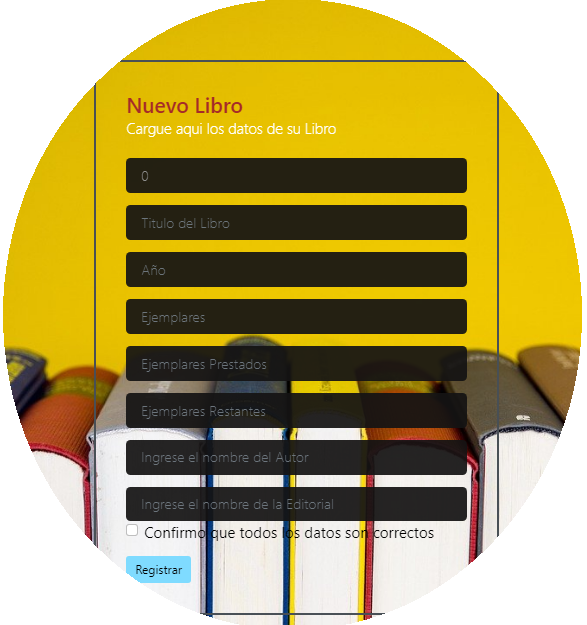 Nuevo Libro
Cargue aqui los datos de su Libro
0
Titulo del Libro
Año
Ejemplares
Ejemplares Prestados
Ejemplares Restantes
Ingrese el nombre del Autor
Ingrese el nombre de la Editorial
Confirmo que todos los datos son correctos
Registrar